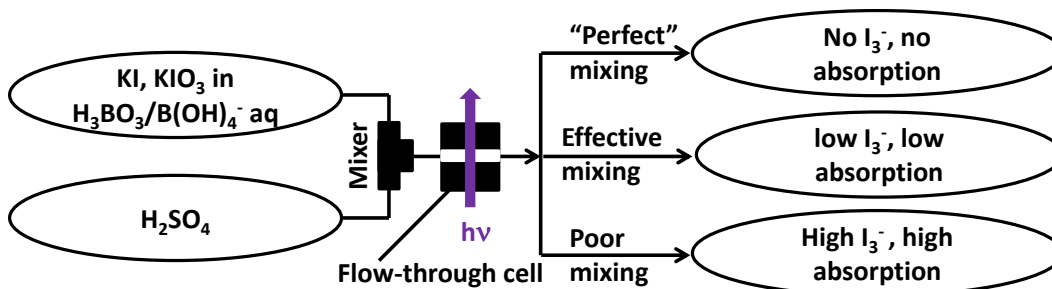 KI, KIO₃ in
H₃BO₃/B(OH)₄⁻ aq
H₂SO₄
Mixer
hν
Flow-through cell
“Perfect”
mixing
Effective
mixing
Poor
mixing
No I₃⁻, no
absorption
low I₃⁻, low
absorption
High I₃⁻, high
absorption